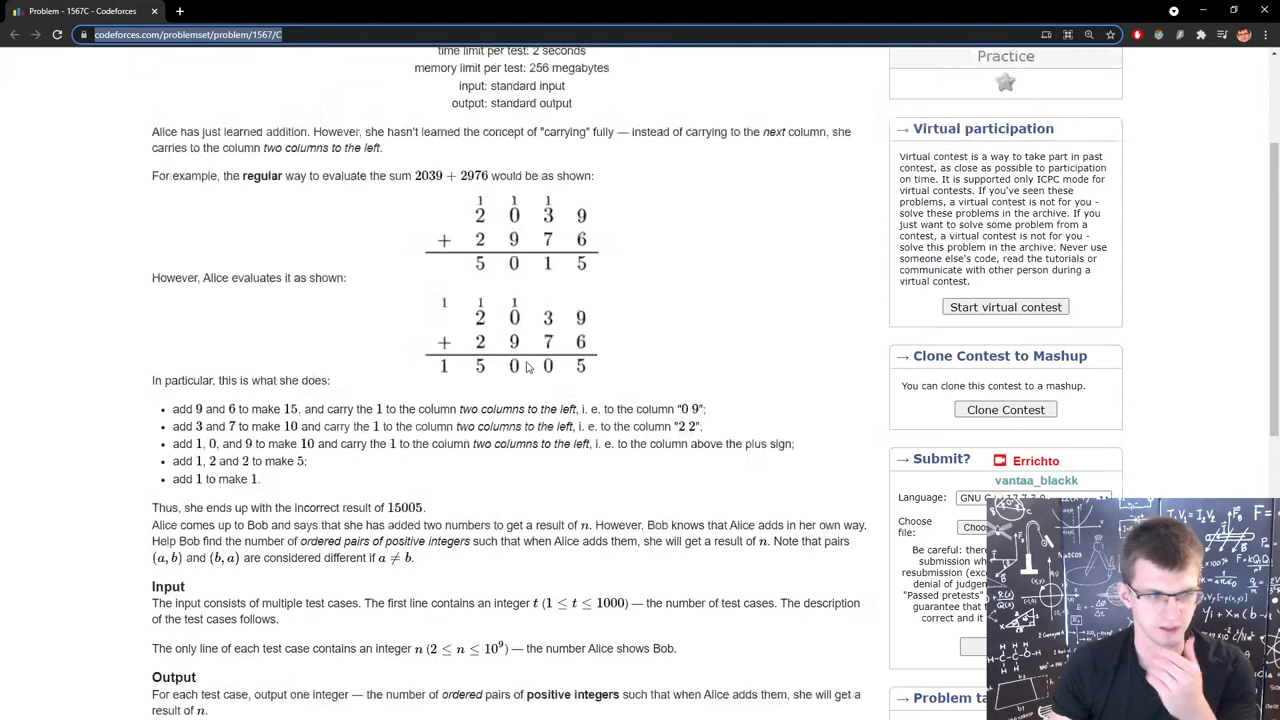 Problem - 1567C - Codeforces
codeforces.com/problemset/problem/1567/C
time limit per test: 2 seconds
memory limit per test: 256 megabytes
input: standard input
output: standard output
Alice has just learned addition. However, she hasn't learned the concept of "carrying" fully — instead of carrying to the next column, she
carries to the column two columns to the left.
For example, the regular way to evaluate the sum 2039 + 2976 would be as shown:
1 1 1
2 0 3 9
+ 2 9 7 6
5 0 1 5
However, Alice evaluates it as shown:
1 1 1
2 0 3 9
+ 2 9 7 6
1 5 0 0 5
In particular, this is what she does:
• add 9 and 6 to make 15, and carry the 1 to the column two columns to the left, i. e. to the column "0 9";
• add 3 and 7 to make 10 and carry the 1 to the column two columns to the left, i. e. to the column "2 2";
• add 1, 0, and 9 to make 10 and carry the 1 to the column two columns to the left, i. e. to the column above the plus sign;
• add 1, 2 and 2 to make 5;
• add 1 to make 1.
Thus, she ends up with the incorrect result of 15005.
Alice comes up to Bob and says that she has added two numbers to get a result of n. However, Bob knows that Alice adds in her own way.
Help Bob find the number of ordered pairs of positive integers such that when Alice adds them, she will get a result of n. Note that pairs
(a, b) and (b, a) are considered different if a ≠ b.
Input
The input consists of multiple test cases. The first line contains an integer t (1 ≤ t ≤ 1000) — the number of test cases. The description
of the test cases follows.
The only line of each test case contains an integer n (2 ≤ n ≤ 10⁹) — the number Alice shows Bob.
Output
For each test case, output one integer — the number of ordered pairs of positive integers such that when Alice adds them, she will get a
result of n.
Practice
→ Virtual participation
Virtual contest is a way to take part in past
contest, as close as possible to participation
on time. It is supported only ICPC mode for
virtual contests. If you've seen these
problems, a virtual contest is not for you -
solve these problems in the archive. If you
just want to solve some problem from a
contest, a virtual contest is not for you -
solve this problem in the archive. Never use
someone else's code, read the tutorials or
communicate with other person during a
virtual contest.
Start virtual contest
→ Clone Contest to Mashup
You can clone this contest to a mashup.
Clone Contest
→ Submit?
Errichto
vantaa_blackk
Language:
GNU
Choose
file:
Choo
Be careful: ther
submission whic
resubmission (exc
denial of judgem
"Passed pretests"
guarantee that
correct and it
→ Problem ta